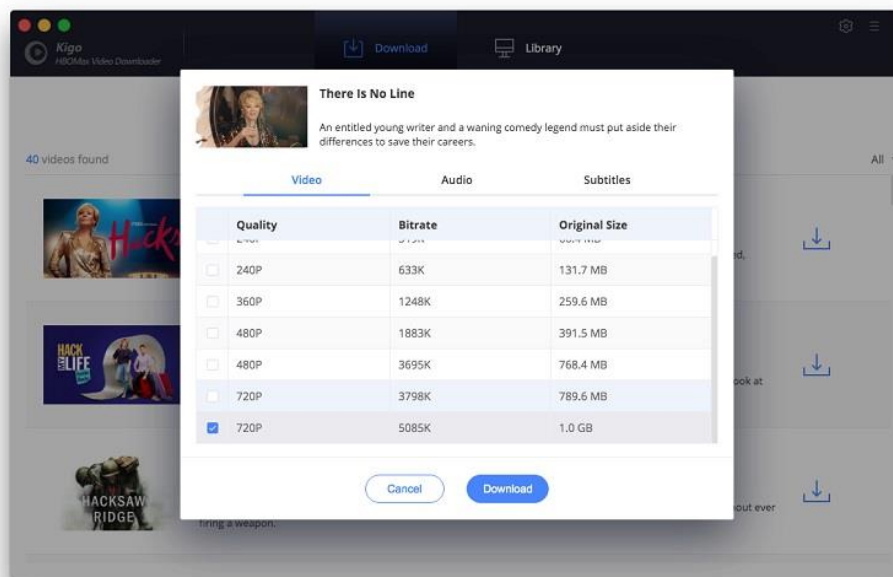 Kigo
HBOMax Video Downloader
Download
Library
40 videos found
All
There Is No Line
An entitled young writer and a waning comedy legend must put aside their
differences to save their careers.
Video Audio Subtitles
Quality Bitrate Original Size
240P 633K 131.7 MB
360P 1248K 259.6 MB
480P 1883K 391.5 MB
480P 3695K 768.4 MB
720P 3798K 789.6 MB
720P 5085K 1.0 GB
Cancel Download
Hacks
ed,
HACK
MY LIFE
ook at
HACKSAW
RIDGE
out ever
firing a weapon.